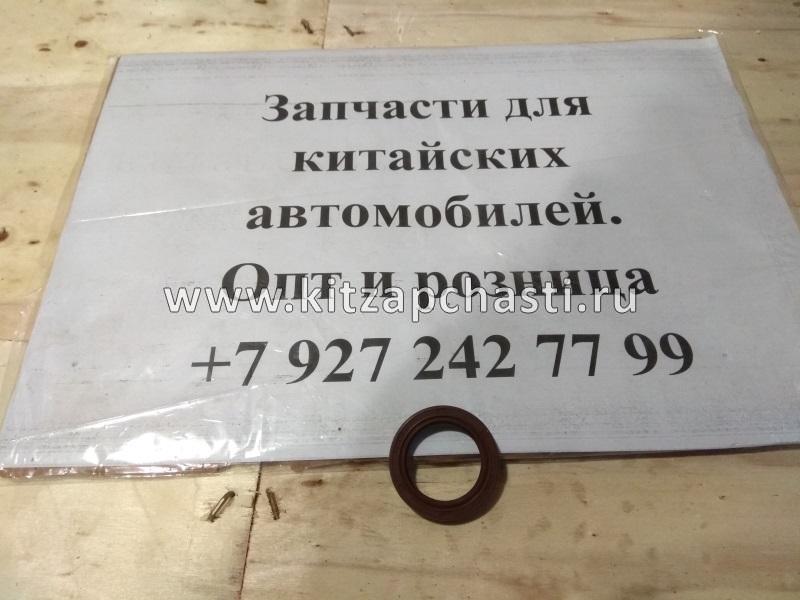 Запчасти для
китайских
автомобилей.
Опт и розница
www.kitzapchasti.ru
+7 927 242 77 99